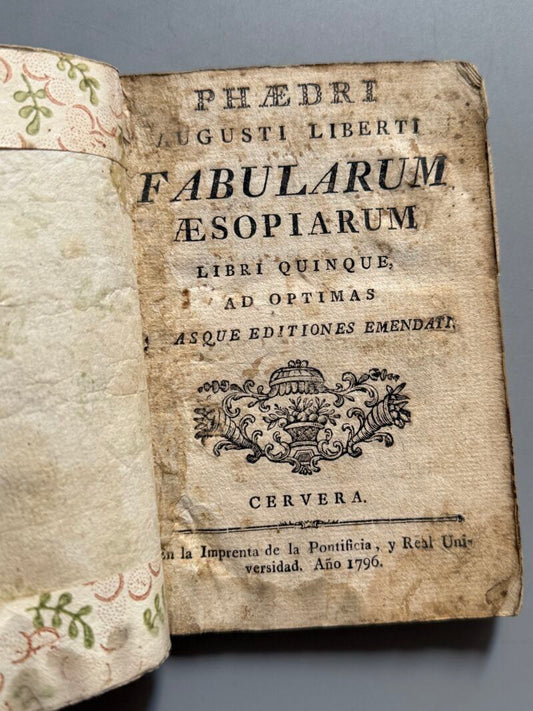 PHÆDRI
AUGUSTI LIBERTI
FABULARUM
ÆSOPIARUM
LIBRI QUINQUE,
AD OPTIMAS
ASQUE EDITIONES EMENDATI.
CERVERA.
En la Imprenta de la Pontificia, y Real Uni-
versidad. Año 1796.